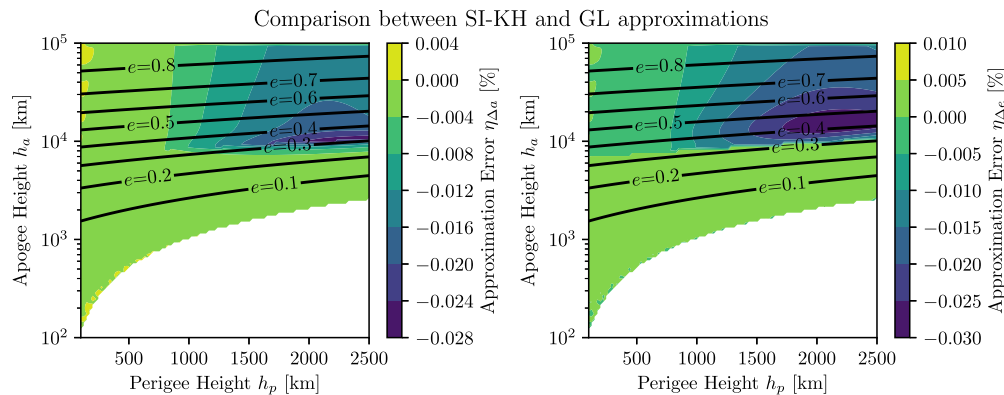 Comparison between SI-KH and GL approximations
Apogee Height h_a [km]
10^5
10^4
10^3
10^2
e=0.8
e=0.7
e=0.6
e=0.5
e=0.4
e=0.3
e=0.2
e=0.1
500 1000 1500 2000 2500
Perigee Height h_p [km]
0.004
0.000
−0.004
−0.008
−0.012
−0.016
−0.020
−0.024
−0.028
Approximation Error η_Δa [%]
Apogee Height h_a [km]
10^5
10^4
10^3
10^2
e=0.8
e=0.7
e=0.6
e=0.5
e=0.4
e=0.3
e=0.2
e=0.1
500 1000 1500 2000 2500
Perigee Height h_p [km]
0.010
0.005
0.000
−0.005
−0.010
−0.015
−0.020
−0.025
−0.030
Approximation Error η_Δe [%]